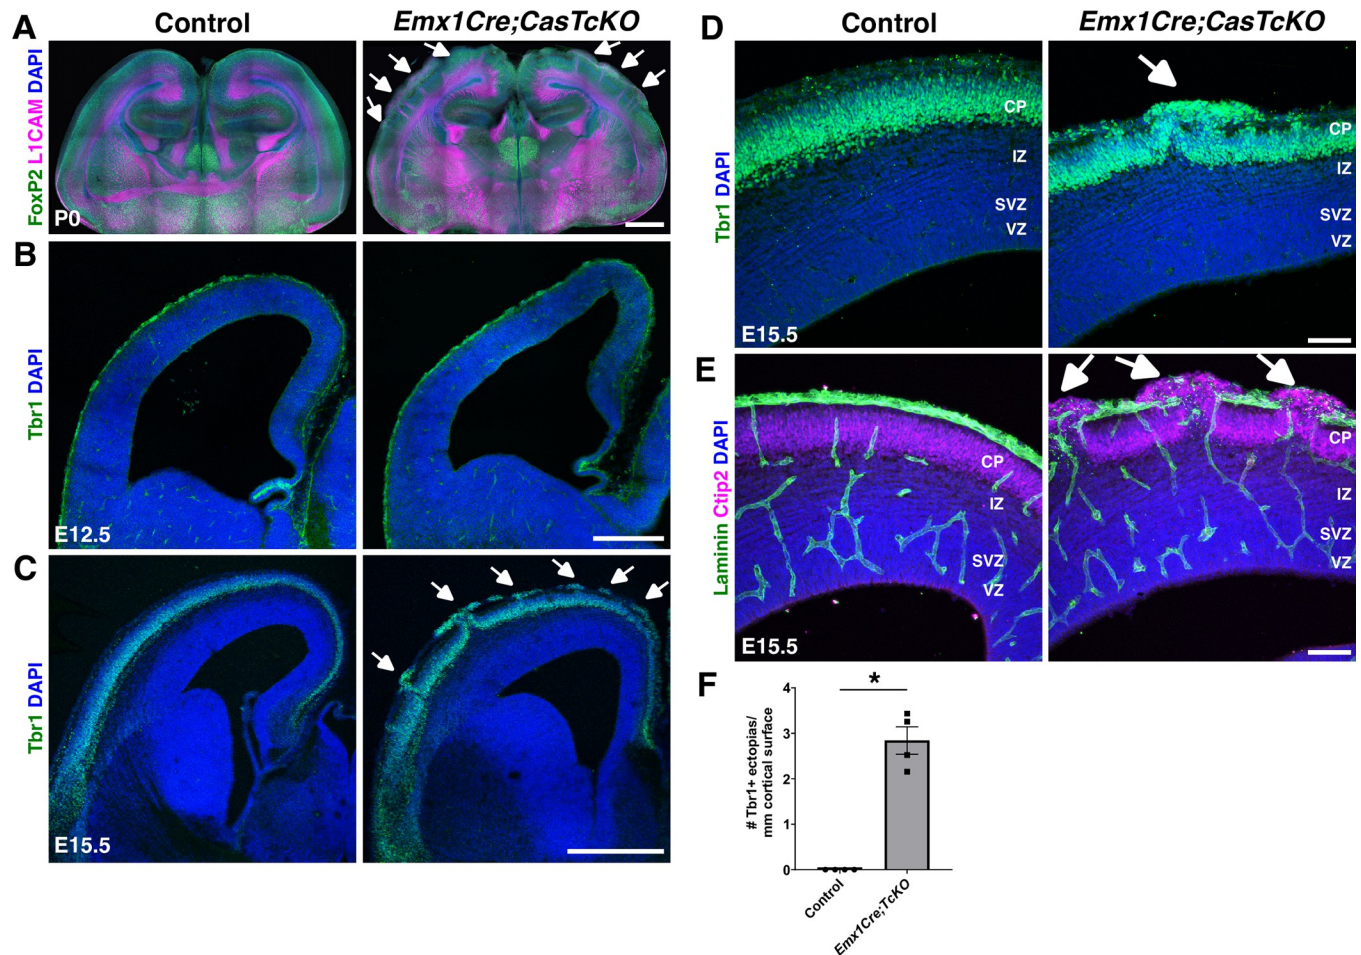 Control
Emx1Cre;CasTcKO
A
FoxP2 L1CAM DAPI
P0
B
Tbr1 DAPI
E12.5
C
Tbr1 DAPI
E15.5
Control
Emx1Cre;CasTcKO
D
Tbr1 DAPI
CP
IZ
SVZ
VZ
E15.5
CP
IZ
SVZ
VZ
E
Laminin Ctip2 DAPI
CP
IZ
SVZ
VZ
E15.5
CP
IZ
SVZ
VZ
F
# Tbr1+ ectopias/
mm cortical surface
4
3
2
1
0
*
Control
Emx1Cre;TcKO